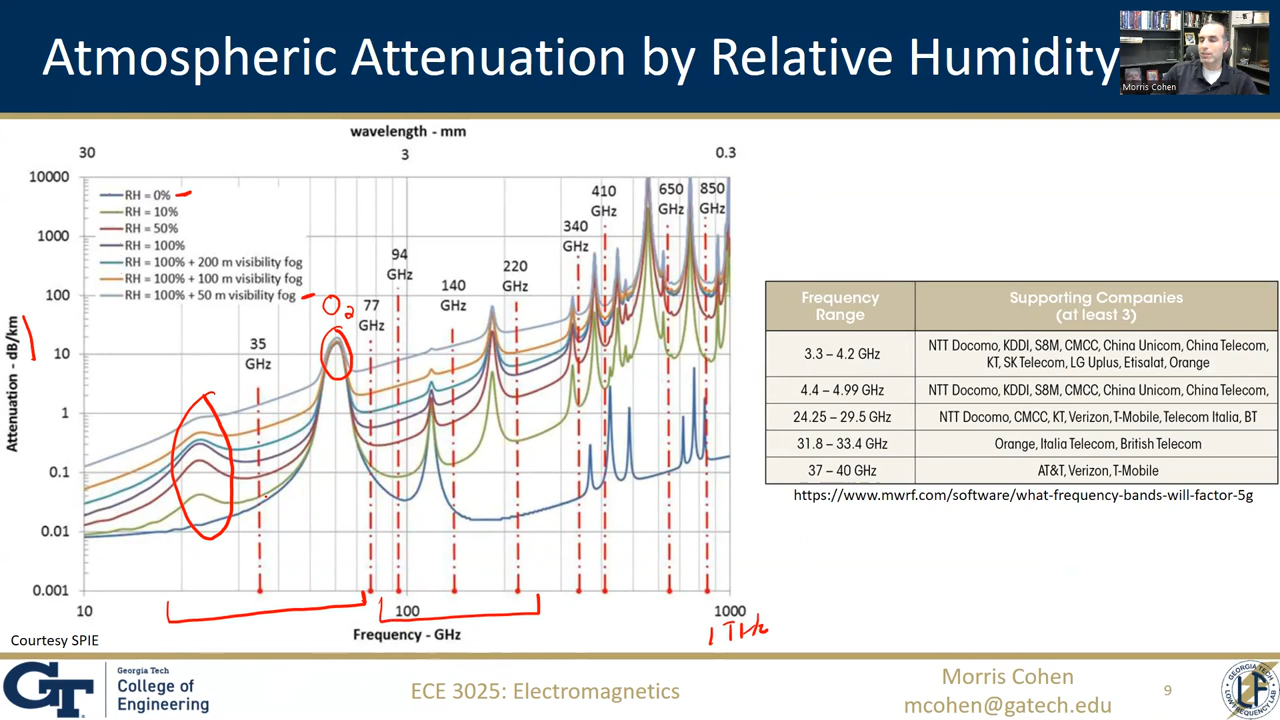 Atmospheric Attenuation by Relative Humidity
Morris Cohen
wavelength - mm
30
3
0.3
10000
1000
100
10
1
0.1
0.01
0.001
Attenuation - dB/km
RH = 0%
RH = 10%
RH = 50%
RH = 100%
RH = 100% + 200 m visibility fog
RH = 100% + 100 m visibility fog
RH = 100% + 50 m visibility fog
O2
35
GHz
77
GHz
94
GHz
140
GHz
220
GHz
340
GHz
410
GHz
650
GHz
850
GHz
10
100
1000
1 THz
Frequency - GHz
Courtesy SPIE
Frequency Range
Supporting Companies
(at least 3)
3.3 – 4.2 GHz
NTT Docomo, KDDI, S8M, CMCC, China Unicom, China Telecom,
KT, SK Telecom, LG Uplus, Etisalat, Orange
4.4 – 4.99 GHz
NTT Docomo, KDDI, S8M, CMCC, China Unicom, China Telecom,
24.25 – 29.5 GHz
NTT Docomo, CMCC, KT, Verizon, T-Mobile, Telecom Italia, BT
31.8 – 33.4 GHz
Orange, Italia Telecom, British Telecom
37 – 40 GHz
AT&T, Verizon, T-Mobile
https://www.mwrf.com/software/what-frequency-bands-will-factor-5g
GT
Georgia Tech
College of
Engineering
ECE 3025: Electromagnetics
Morris Cohen
mcohen@gatech.edu
9
GEORGIA TECH
LF